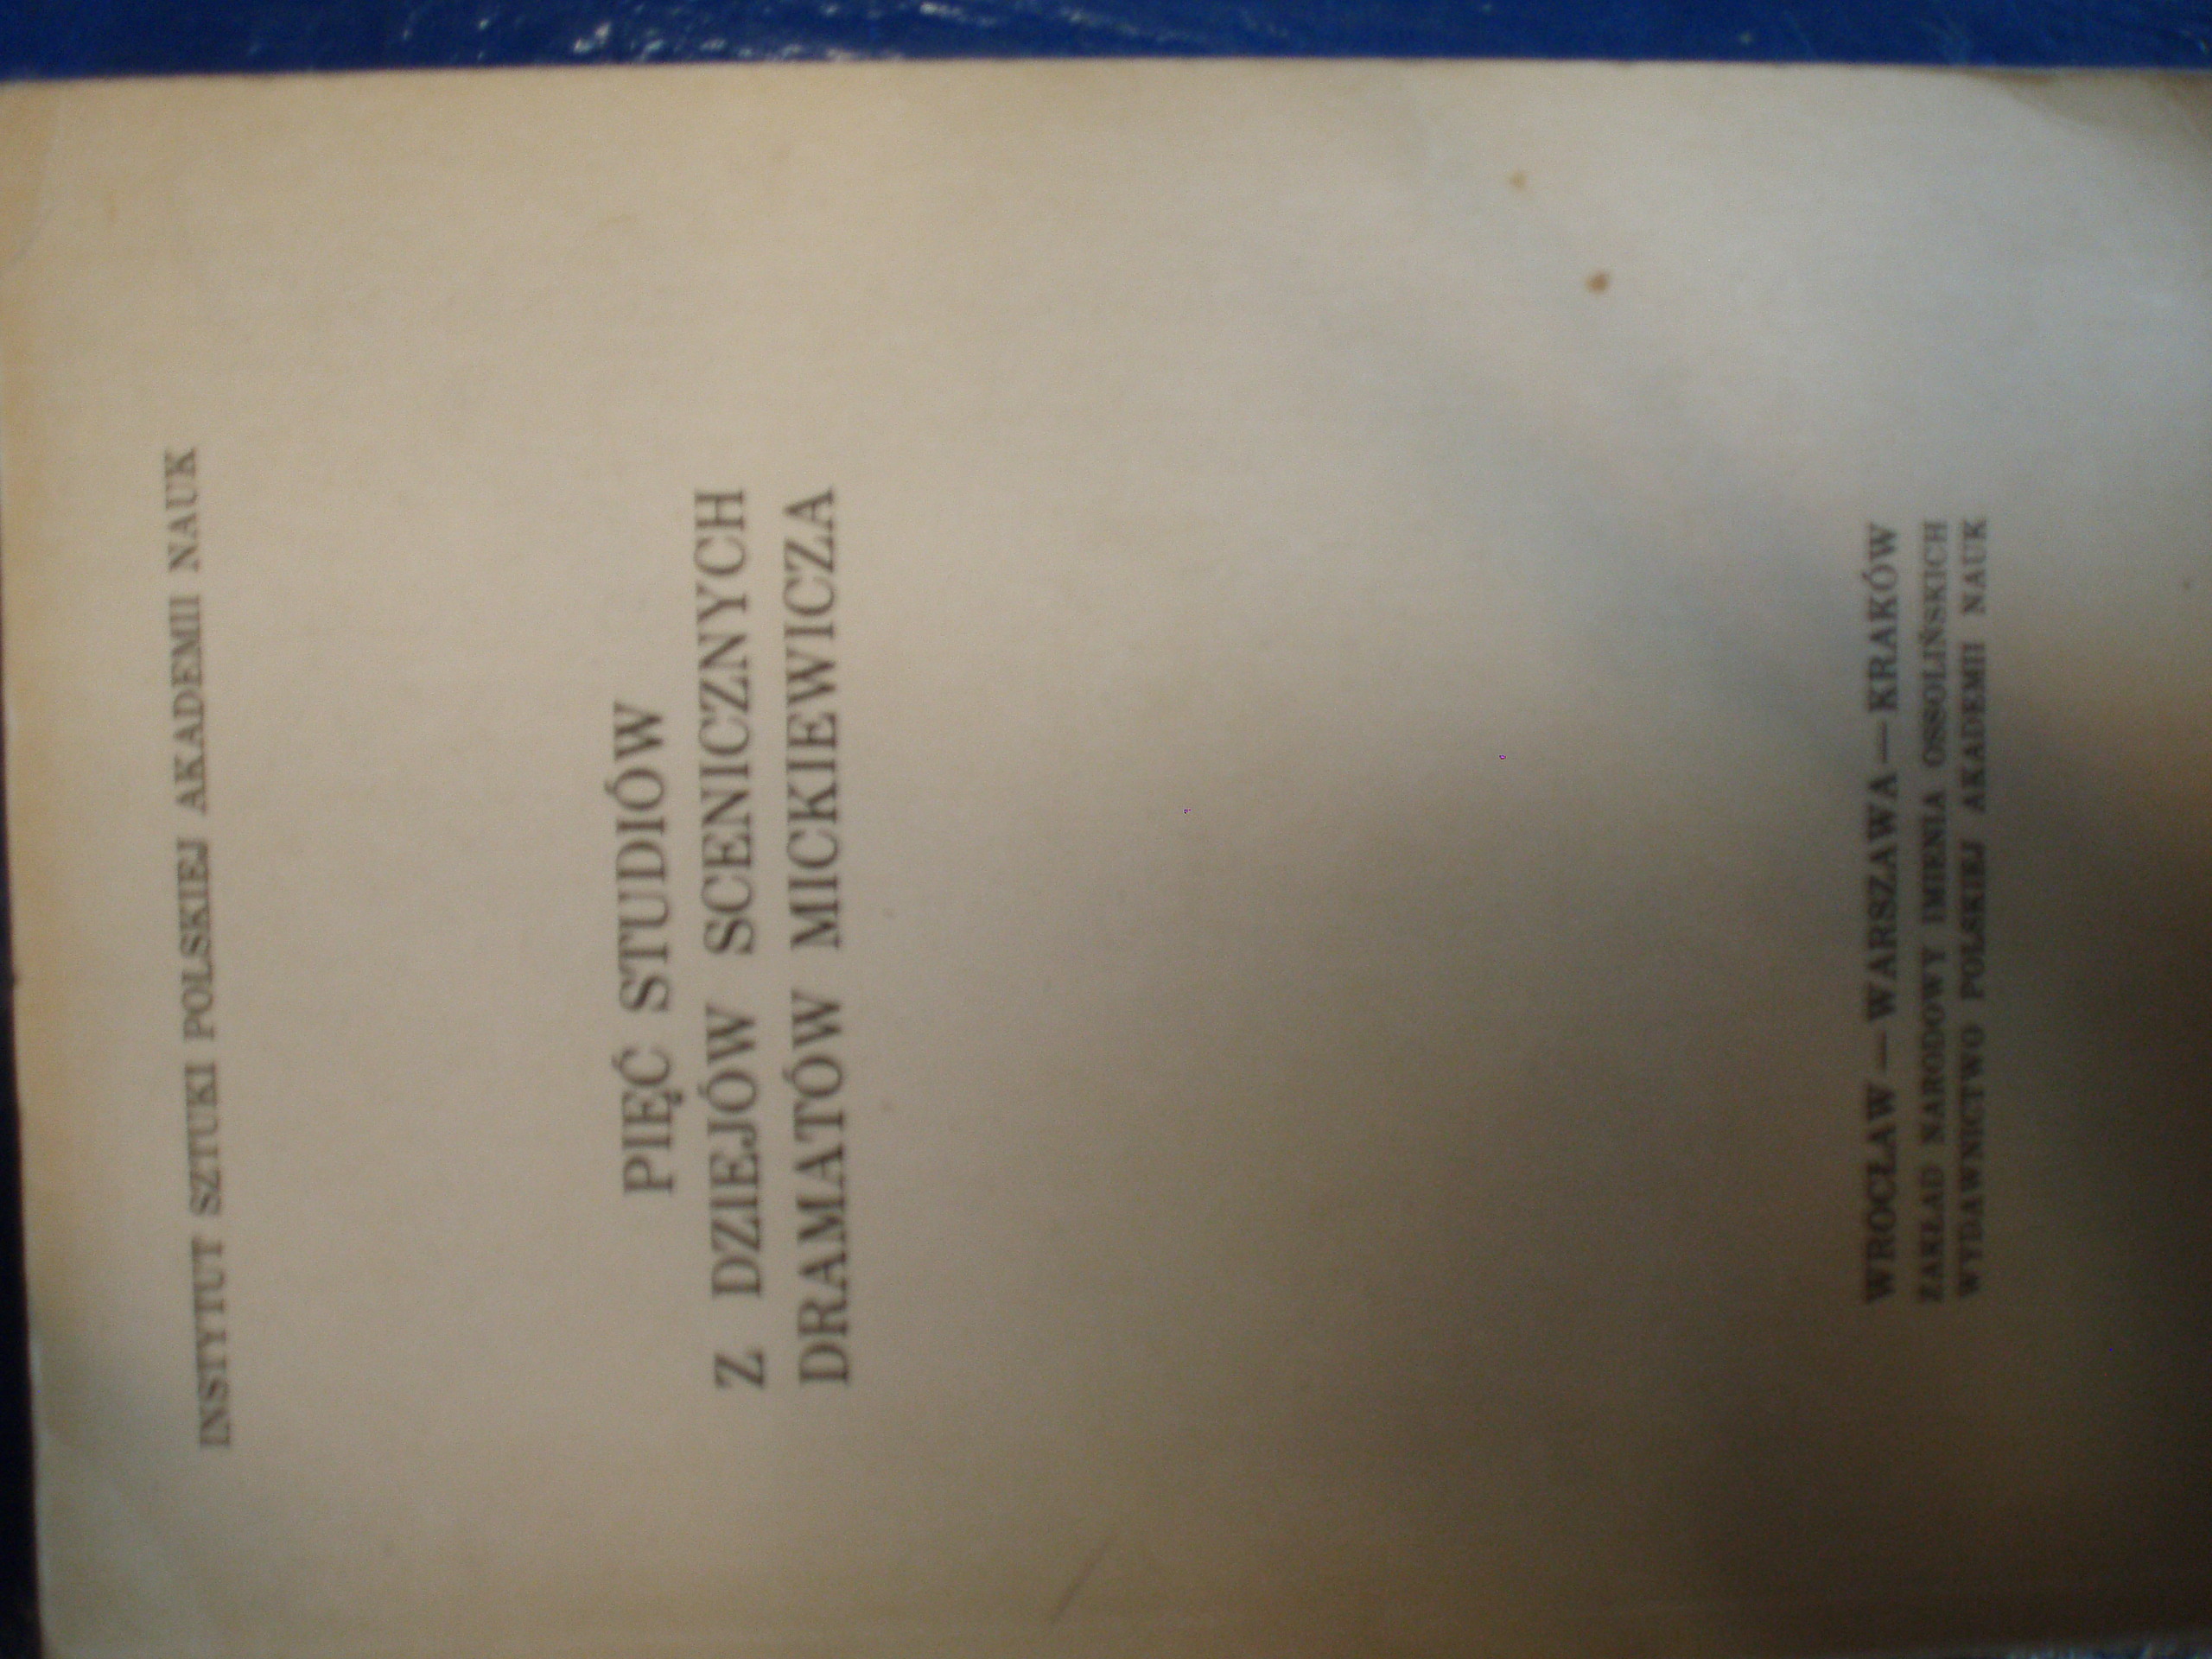 INSTYTUT SZTUKI POLSKIEJ AKADEMII NAUK
PIĘĆ STUDIÓW
Z DZIEJÓW SCENICZNYCH
DRAMATÓW MICKIEWICZA
WROCŁAW — WARSZAWA — KRAKÓW
ZAKŁAD NARODOWY IMIENIA OSSOLIŃSKICH
WYDAWNICTWO POLSKIEJ AKADEMII NAUK